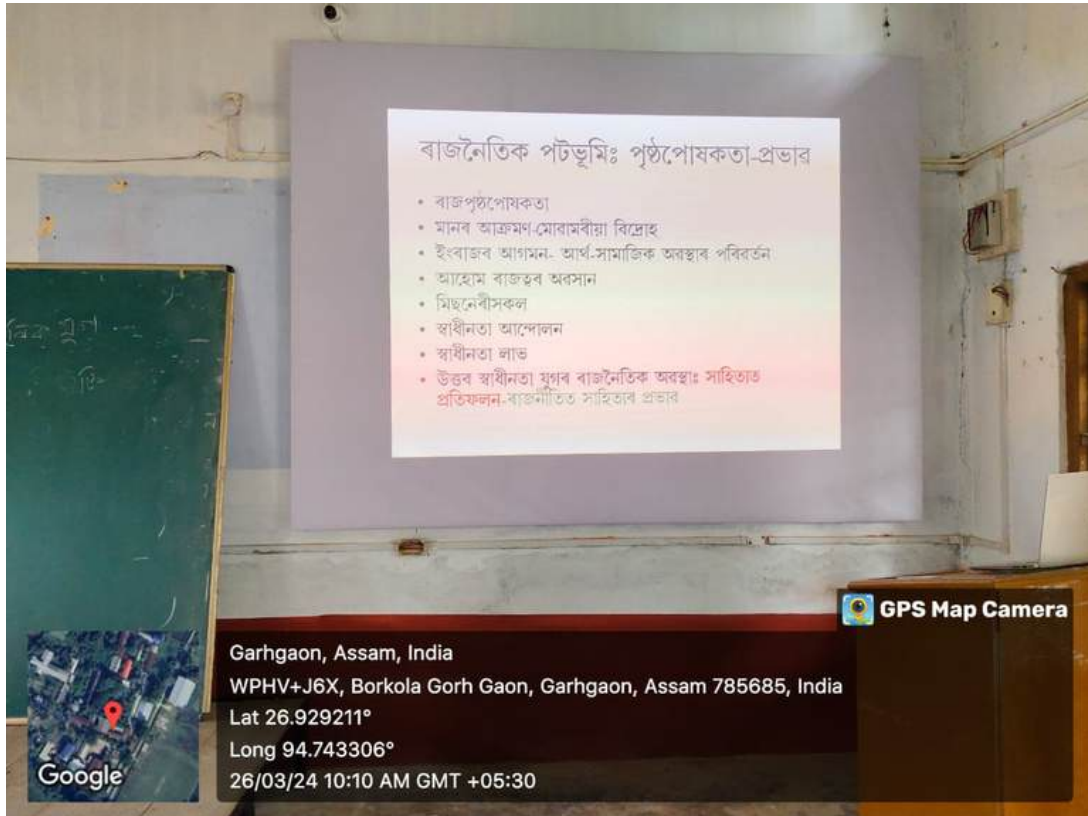 ৰাজনৈতিক পটভূমিঃ পৃষ্ঠপোষকতা-প্ৰভাৱ
• ৰাজপৃষ্ঠপোষকতা
• মানৰ আক্ৰমণ-মোৱামৰীয়া বিদ্ৰোহ
• ইংৰাজৰ আগমন- আৰ্থ-সামাজিক অৱস্থাৰ পৰিৱৰ্তন
• আহোম ৰাজত্বৰ অৱসান
• মিছনেৰীসকল
• স্বাধীনতা আন্দোলন
• স্বাধীনতা লাভ
• উত্তৰ স্বাধীনতা যুগৰ ৰাজনৈতিক অৱস্থাঃ সাহিত্যত
প্ৰতিফলন-ৰাজনীতিত সাহিত্যৰ প্ৰভাৱ
GPS Map Camera
Garhgaon, Assam, India
WPHV+J6X, Borkola Gorh Gaon, Garhgaon, Assam 785685, India
Lat 26.929211°
Long 94.743306°
26/03/24 10:10 AM GMT +05:30
Google